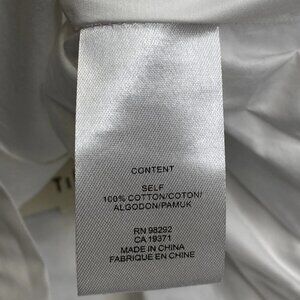 CONTENT
SELF
100% COTTON/COTON/
ALGODON/PAMUK
RN 98292
CA 19371
MADE IN CHINA
FABRIQUE EN CHINE